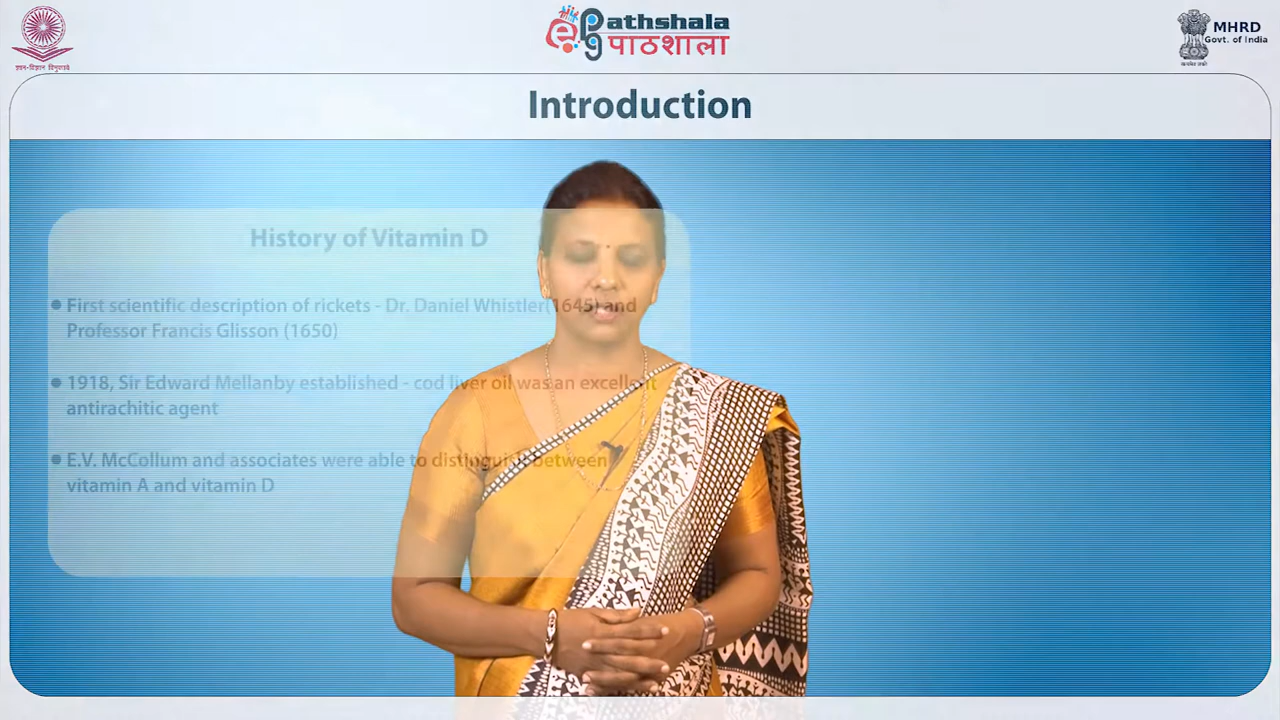 ePathshala
पाठशाला
MHRD
Govt. of India
Introduction
History of Vitamin D
● First scientific description of rickets - Dr. Daniel Whistler(1645) and
Professor Francis Glisson (1650)
● 1918, Sir Edward Mellanby established - cod liver oil was an excellent
antirachitic agent
● E.V. McCollum and associates were able to distinguish between
vitamin A and vitamin D